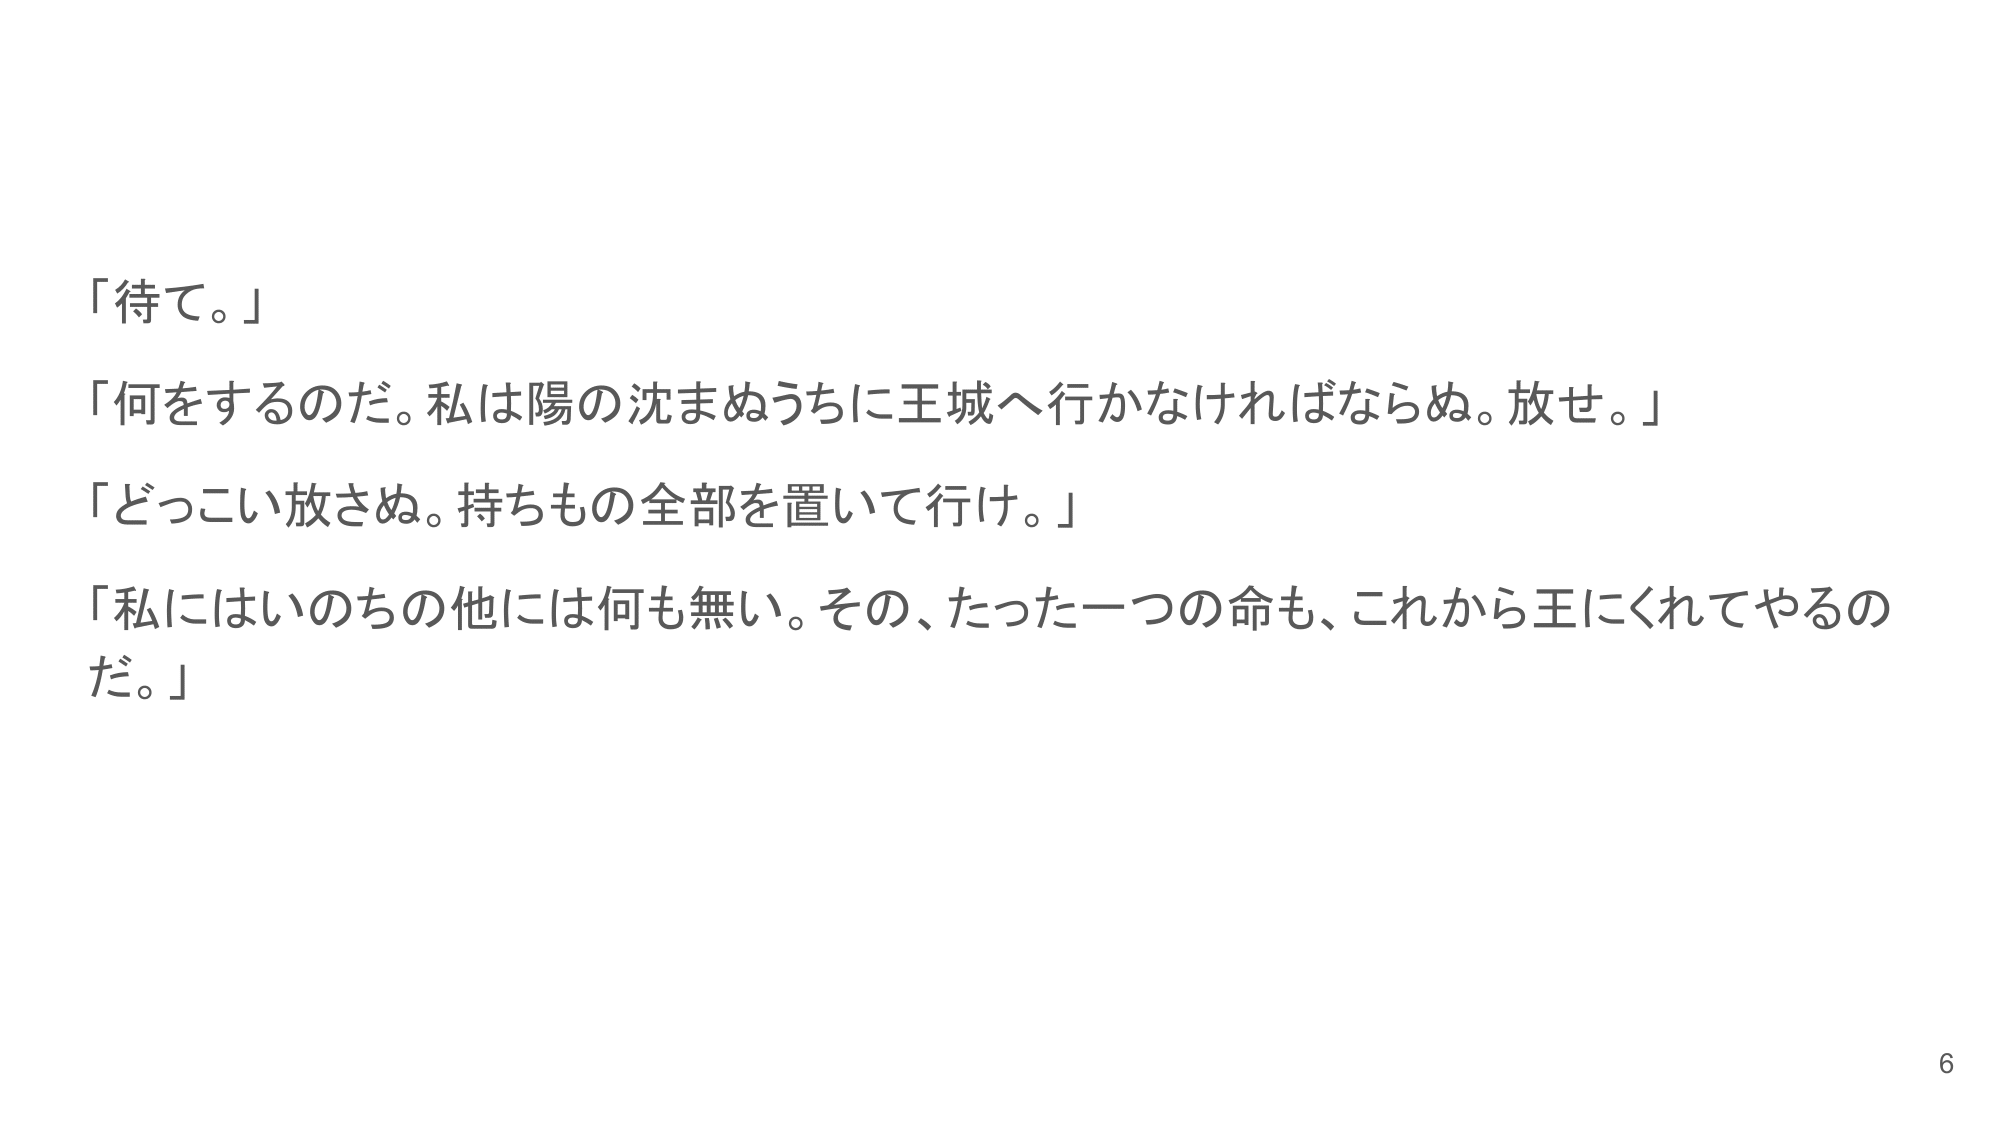 「待て。」
「何をするのだ。私は陽の沈まぬうちに王城へ行かなければならぬ。放せ。」
「どっこい放さぬ。持ちもの全部を置いて行け。」
「私にはいのちの他には何も無い。その、たった一つの命も、これから王にくれてやるの
だ。」
6